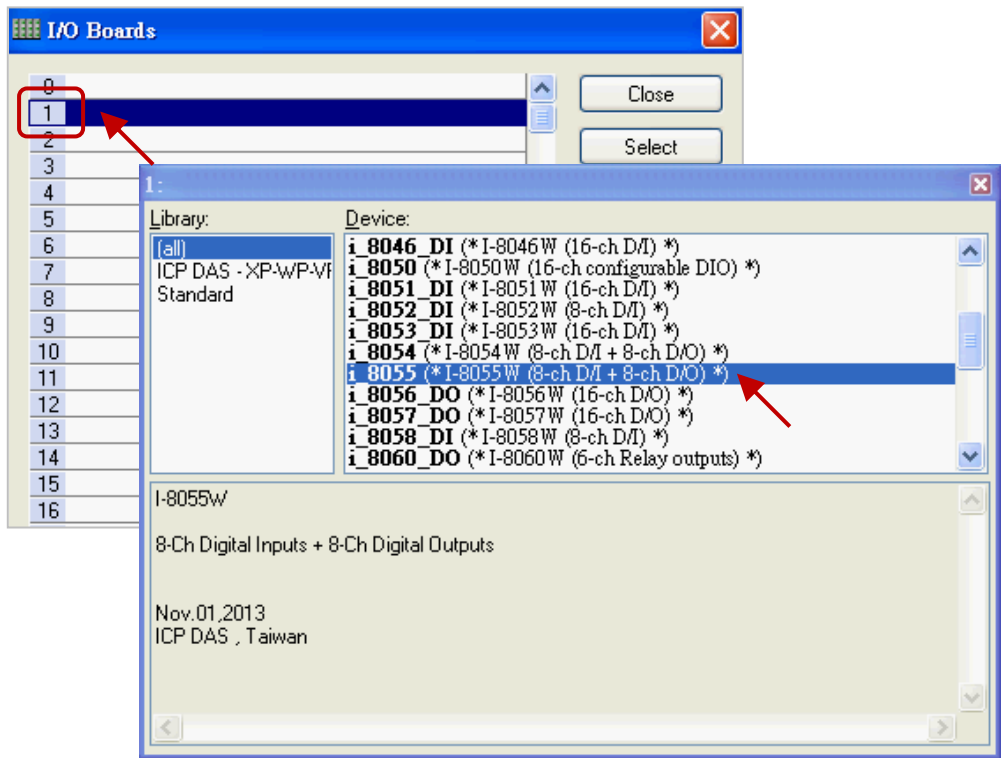 I/O Boards
0
1
2
3
4
5
6
7
8
9
10
11
12
13
14
15
16
Close
Select
1:
Library:
(all)
ICP DAS - XP-WP-VF
Standard
Device:
i_8046_DI (* I-8046W (16-ch D/I) *)
i_8050 (* I-8050W (16-ch configurable DIO) *)
i_8051_DI (* I-8051W (16-ch D/I) *)
i_8052_DI (* I-8052W (8-ch D/I) *)
i_8053_DI (* I-8053W (16-ch D/I) *)
i_8054 (* I-8054W (8-ch D/I + 8-ch D/O) *)
i_8055 (* I-8055W (8-ch D/I + 8-ch D/O) *)
i_8056_DO (* I-8056W (16-ch D/O) *)
i_8057_DO (* I-8057W (16-ch D/O) *)
i_8058_DI (* I-8058W (8-ch D/I) *)
i_8060_DO (* I-8060W (6-ch Relay outputs) *)
I-8055W
8-Ch Digital Inputs + 8-Ch Digital Outputs
Nov.01,2013
ICP DAS , Taiwan